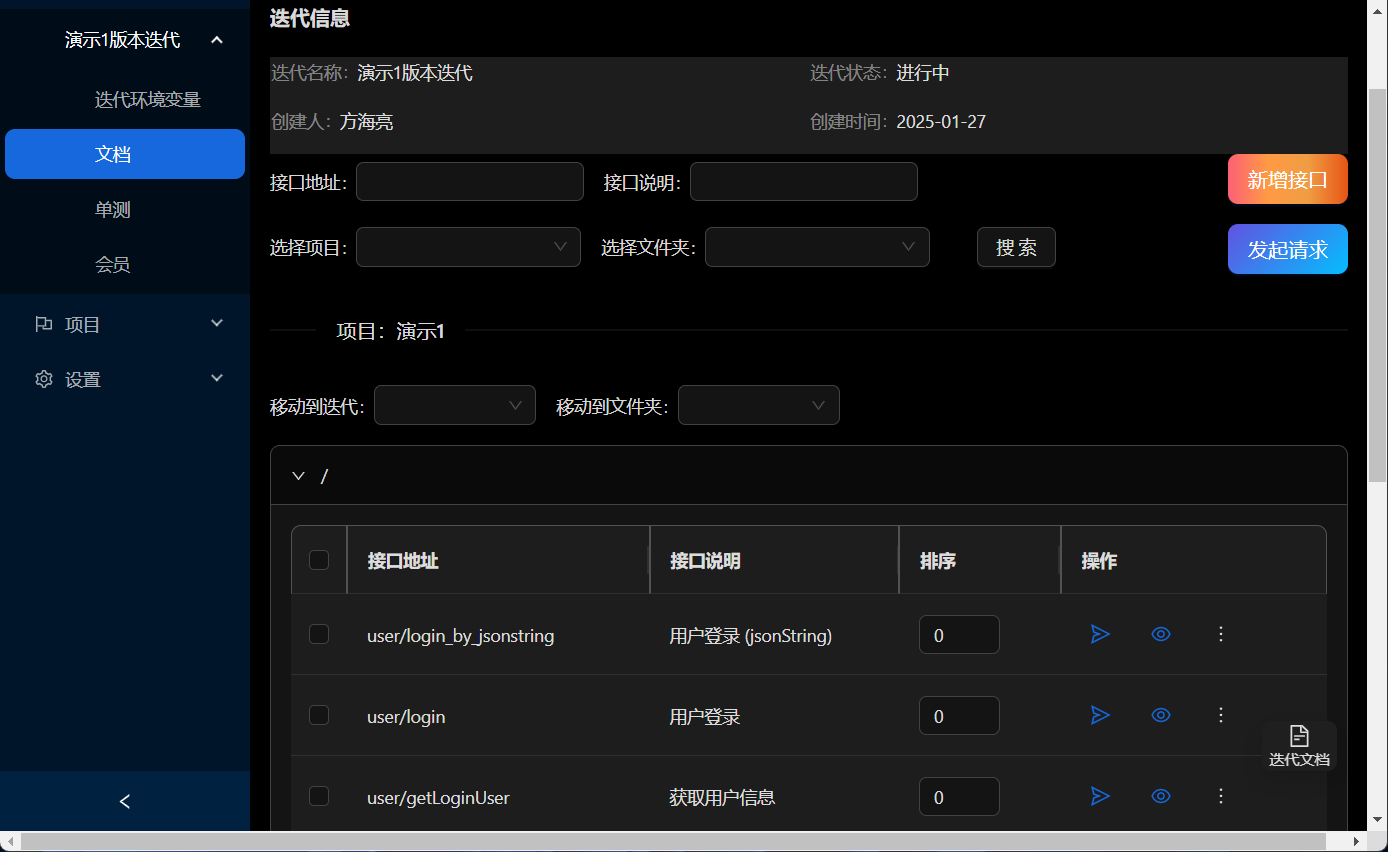 演示1版本迭代
迭代环境变量
文档
单测
会员
项目
设置
迭代信息
迭代名称： 演示1版本迭代
迭代状态： 进行中
创建人： 方海亮
创建时间： 2025-01-27
接口地址:
接口说明:
新增接口
选择项目:
选择文件夹:
搜 索
发起请求
项目：演示1
移动到迭代:
移动到文件夹:
/
接口地址 接口说明 排序 操作
user/login_by_jsonstring 用户登录 (jsonString) 0
user/login 用户登录 0
user/getLoginUser 获取用户信息 0
迭代文档